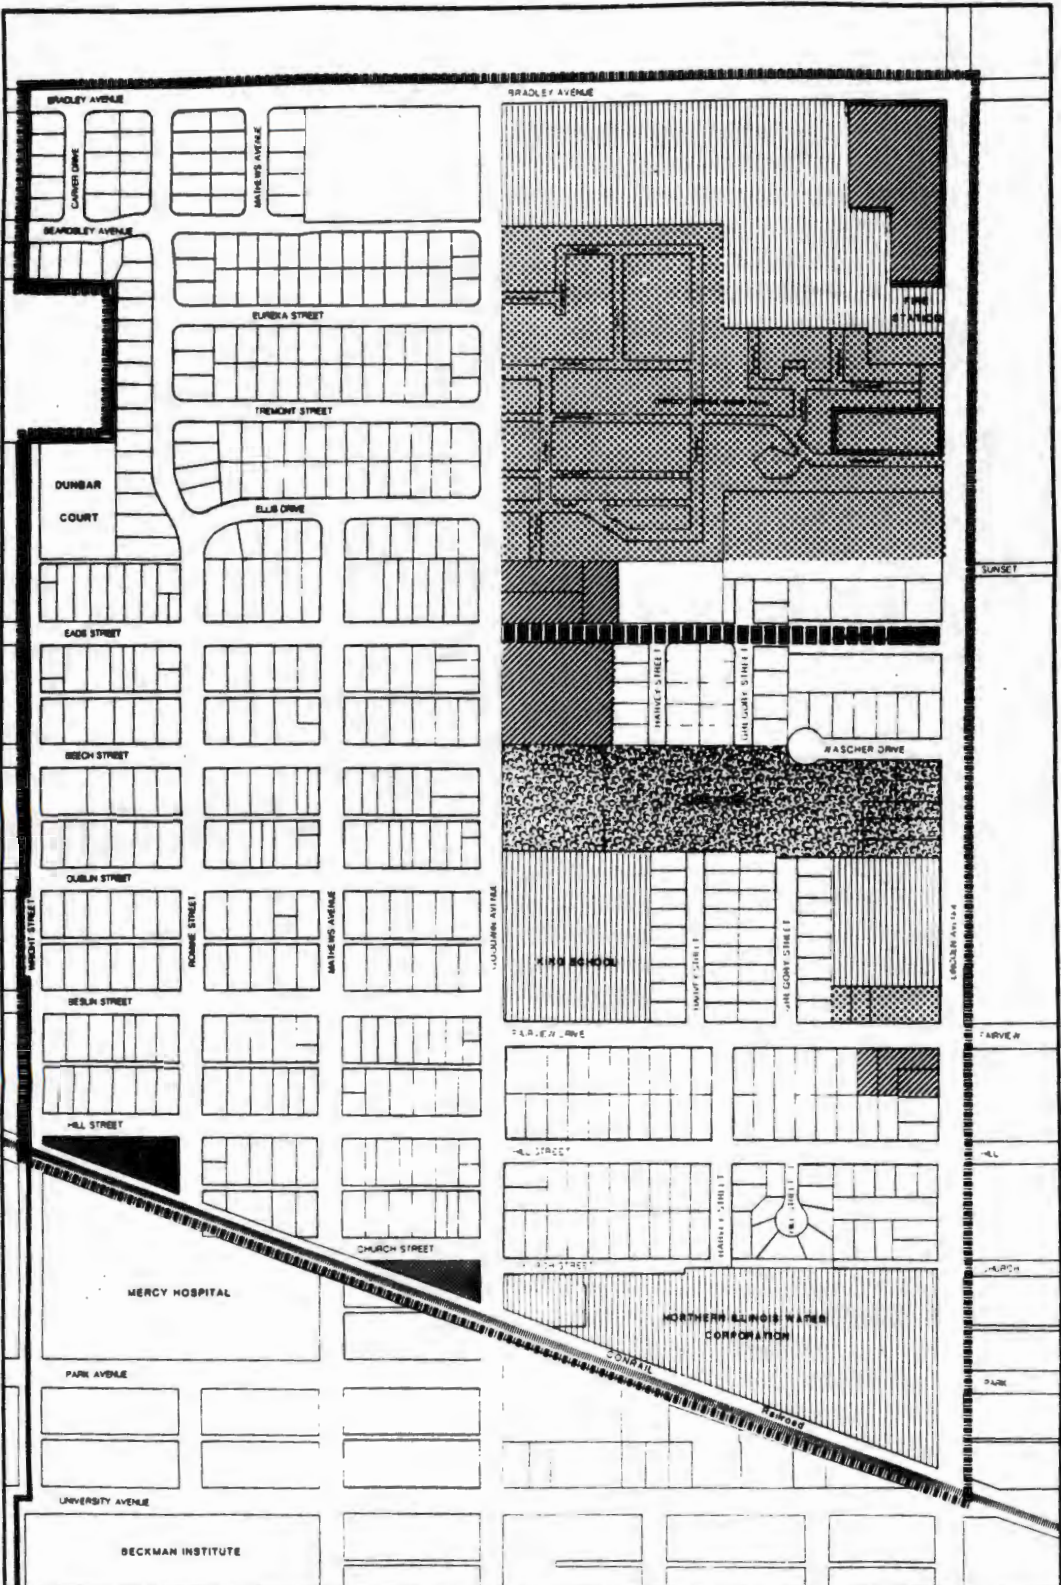 BRADLEY AVENUE
BRADLEY AVENUE
CARVER DRIVE
MATHEWS AVENUE
BEARDSLEY AVENUE
EUREKA STREET
FIRE
STATION
TREMONT STREET
DUNBAR
COURT
ELLIS DRIVE
SUNSET
EADS STREET
HARVEY STREET
GREGORY STREET
WASCHER DRIVE
BEECH STREET
DUBLIN STREET
WRIGHT STREET
ROMINE STREET
MATHEWS AVENUE
GOODWIN AVENUE
LINCOLN AVENUE
KING SCHOOL
HARVEY STREET
GREGORY STREET
BESLIN STREET
FAIRVIEW DRIVE
FAIRVIEW
HILL STREET
HILL STREET
HILL
HARVEY STREET
CHURCH STREET
CHURCH STREET
CHURCH
MERCY HOSPITAL
NORTHERN ILLINOIS WATER
CORPORATION
CONRAIL
Railroad
PARK AVENUE
PARK
UNIVERSITY AVENUE
BECKMAN INSTITUTE